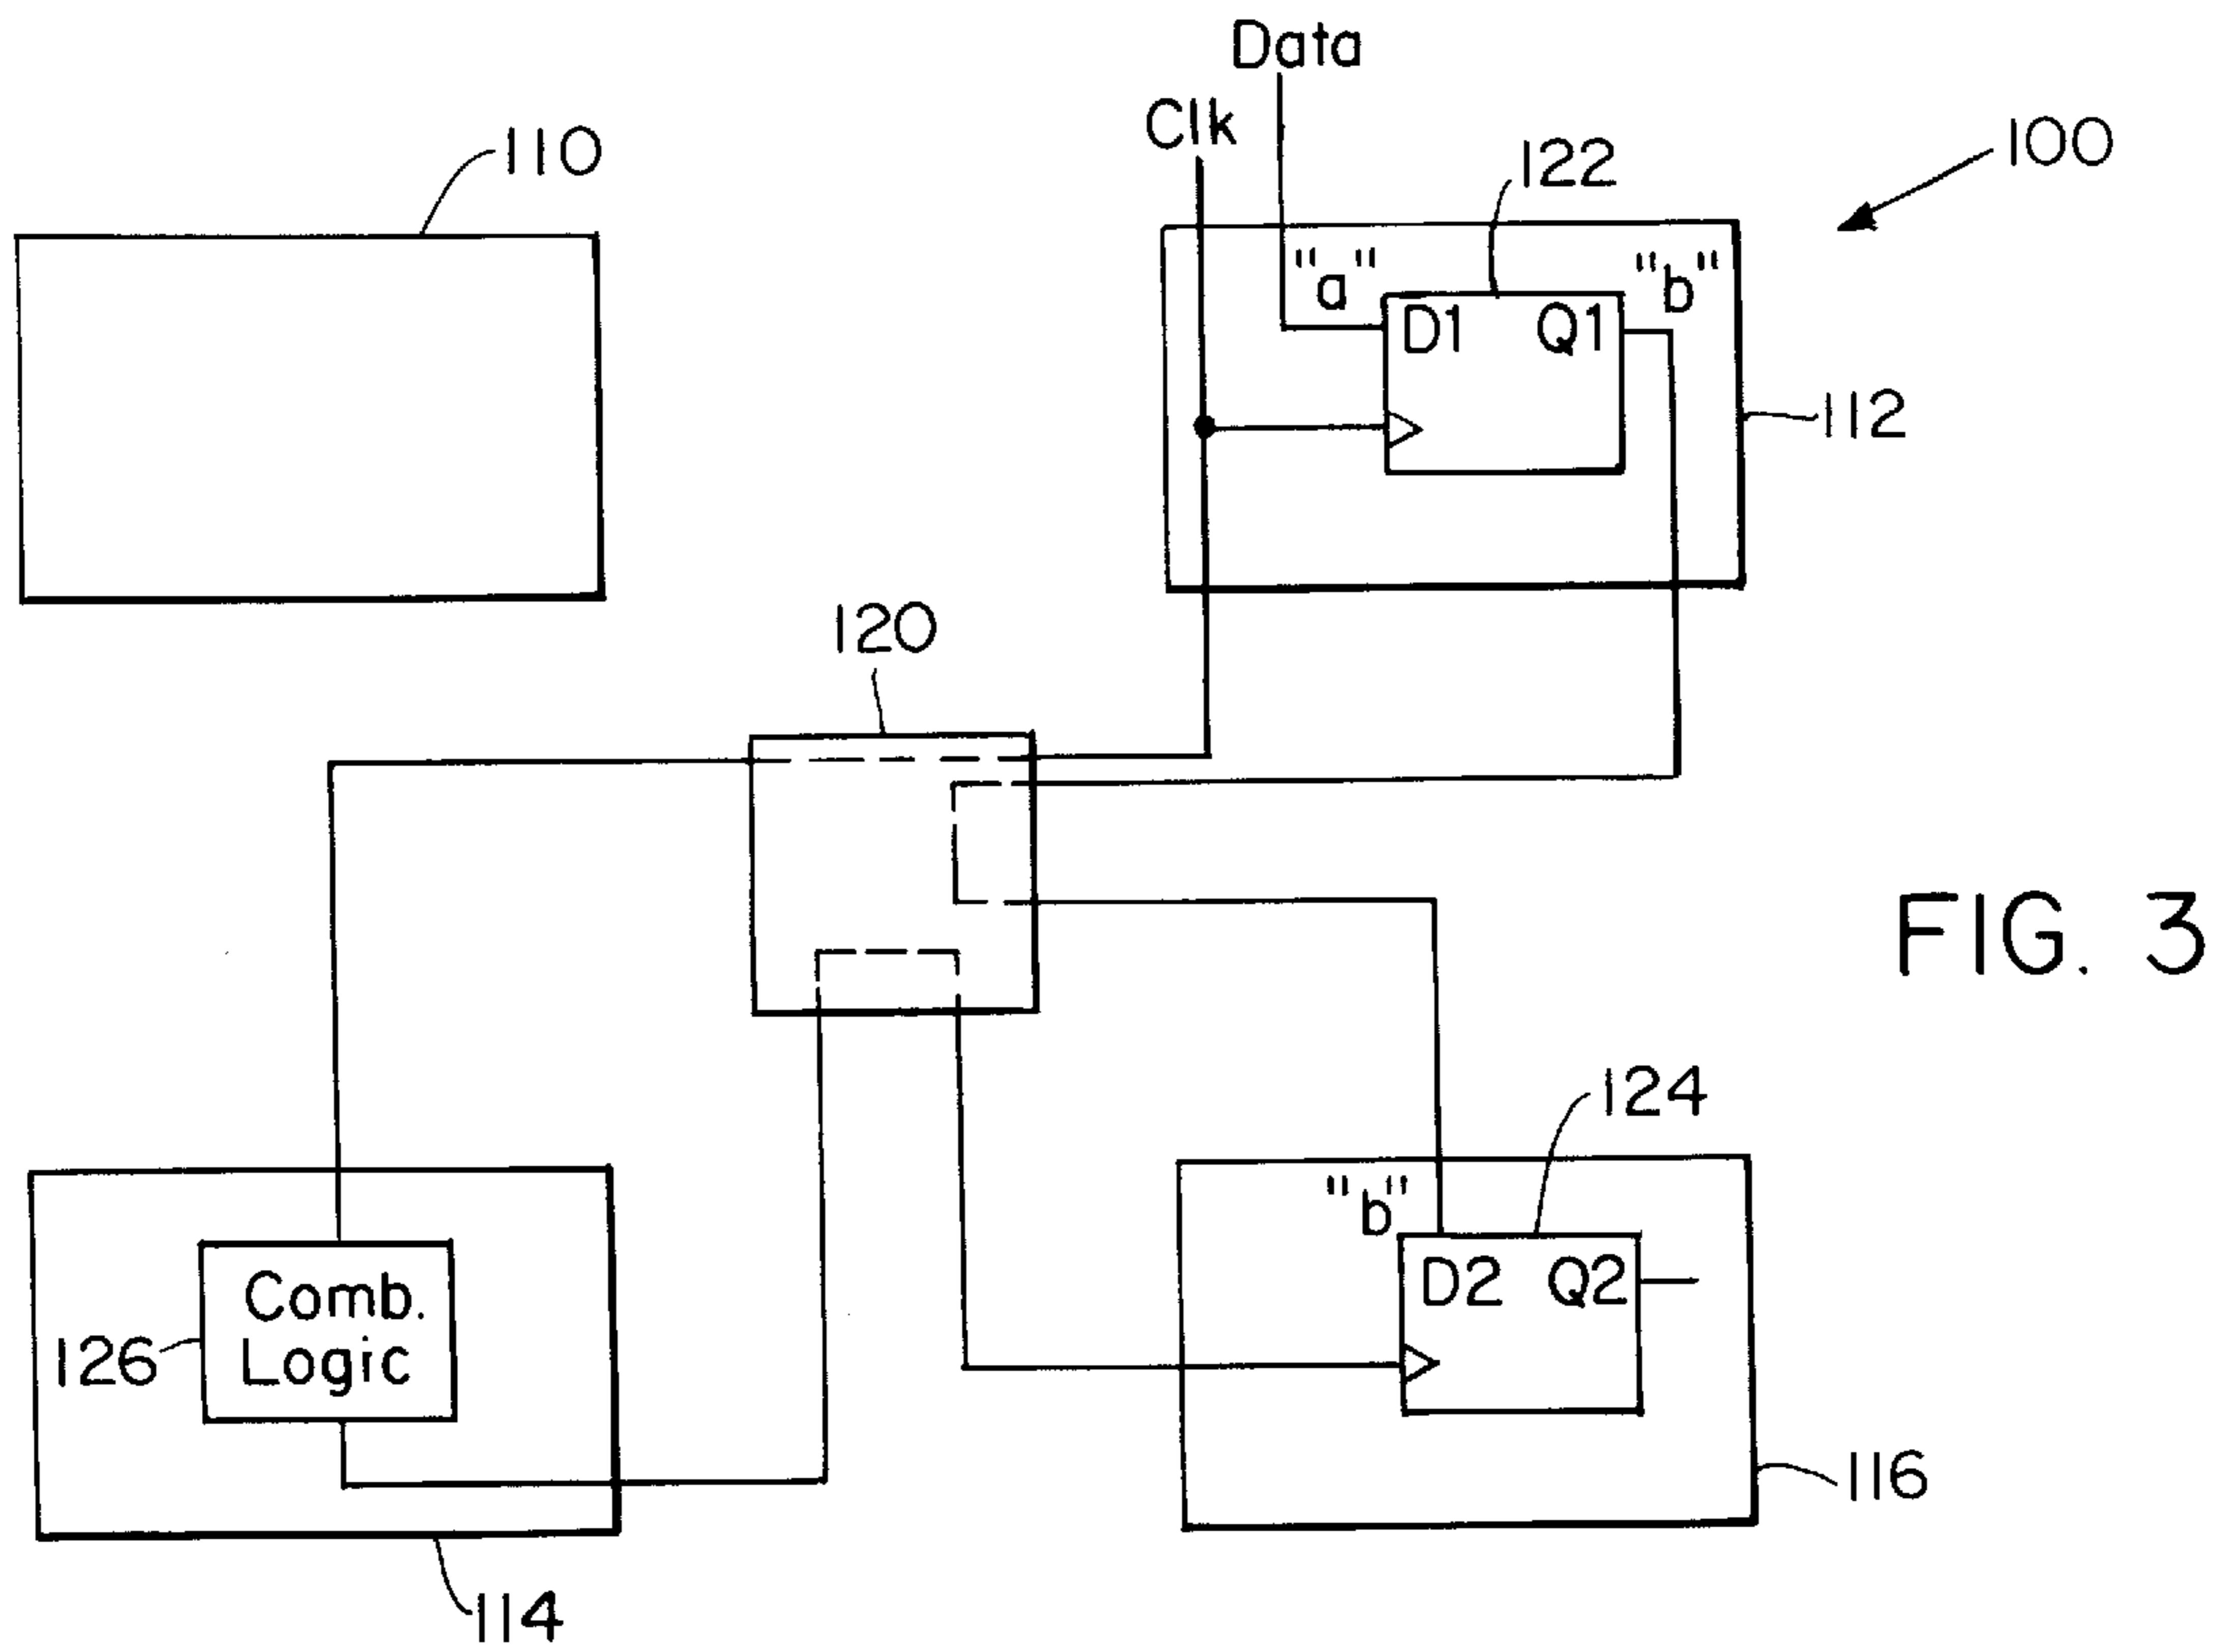 Data
Clk
110
122
100
"a"
"b"
D1 Q1
112
120
FIG. 3
124
"b"
D2 Q2
Comb.
Logic
126
116
114